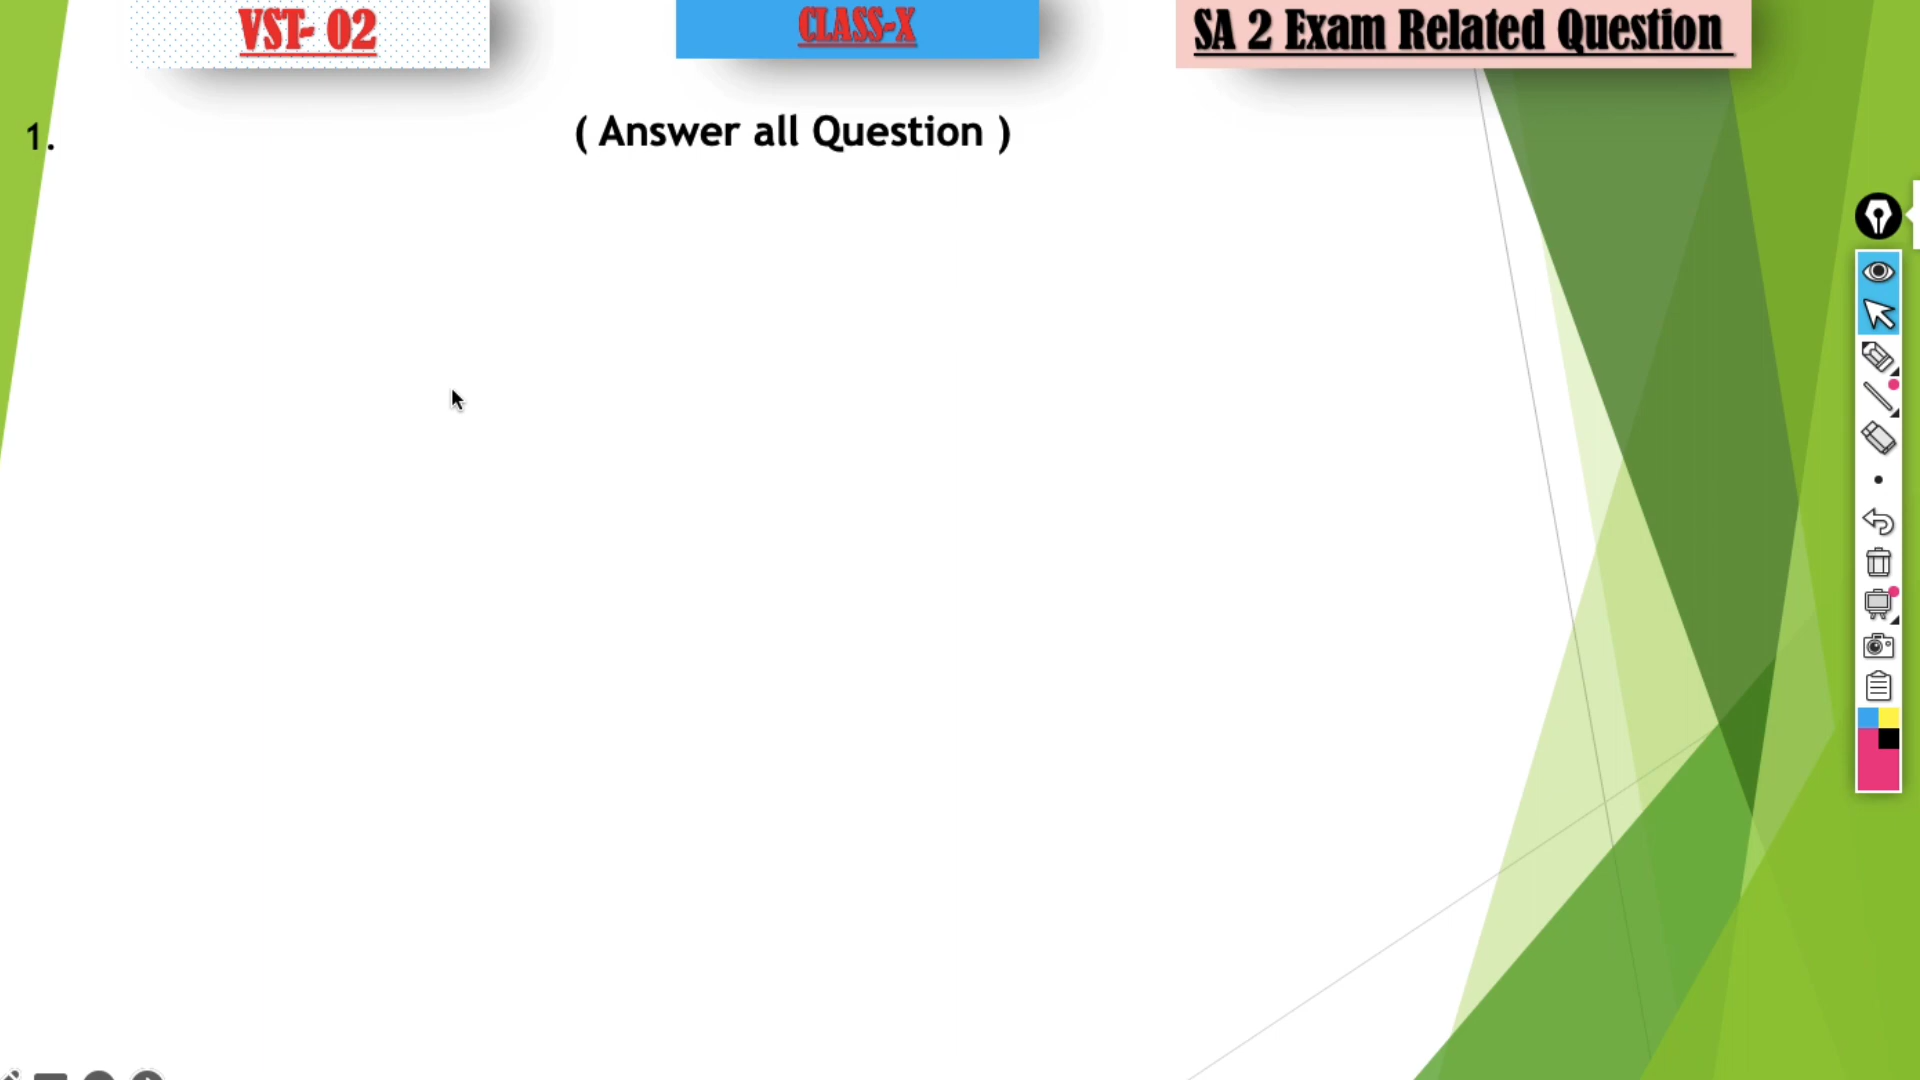 VST- 02
CLASS-X
SA 2 Exam Related Question
1.
( Answer all Question )